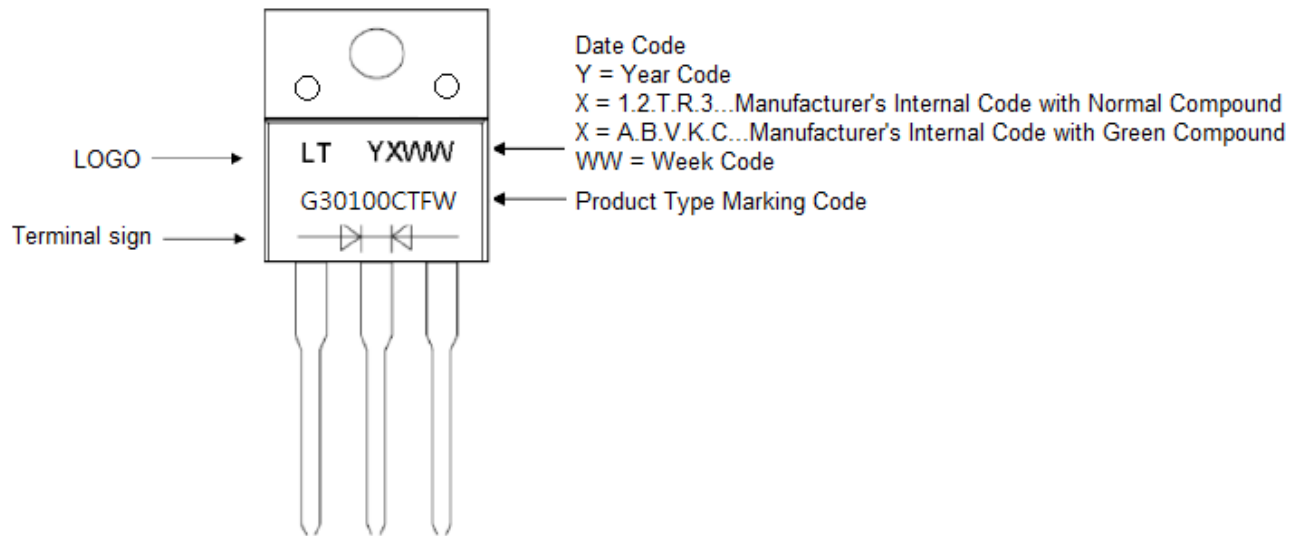 Date Code
Y = Year Code
X = 1.2.T.R.3...Manufacturer's Internal Code with Normal Compound
X = A.B.V.K.C...Manufacturer's Internal Code with Green Compound
WW = Week Code
LOGO
LT YXWW
G30100CTFW
Product Type Marking Code
Terminal sign